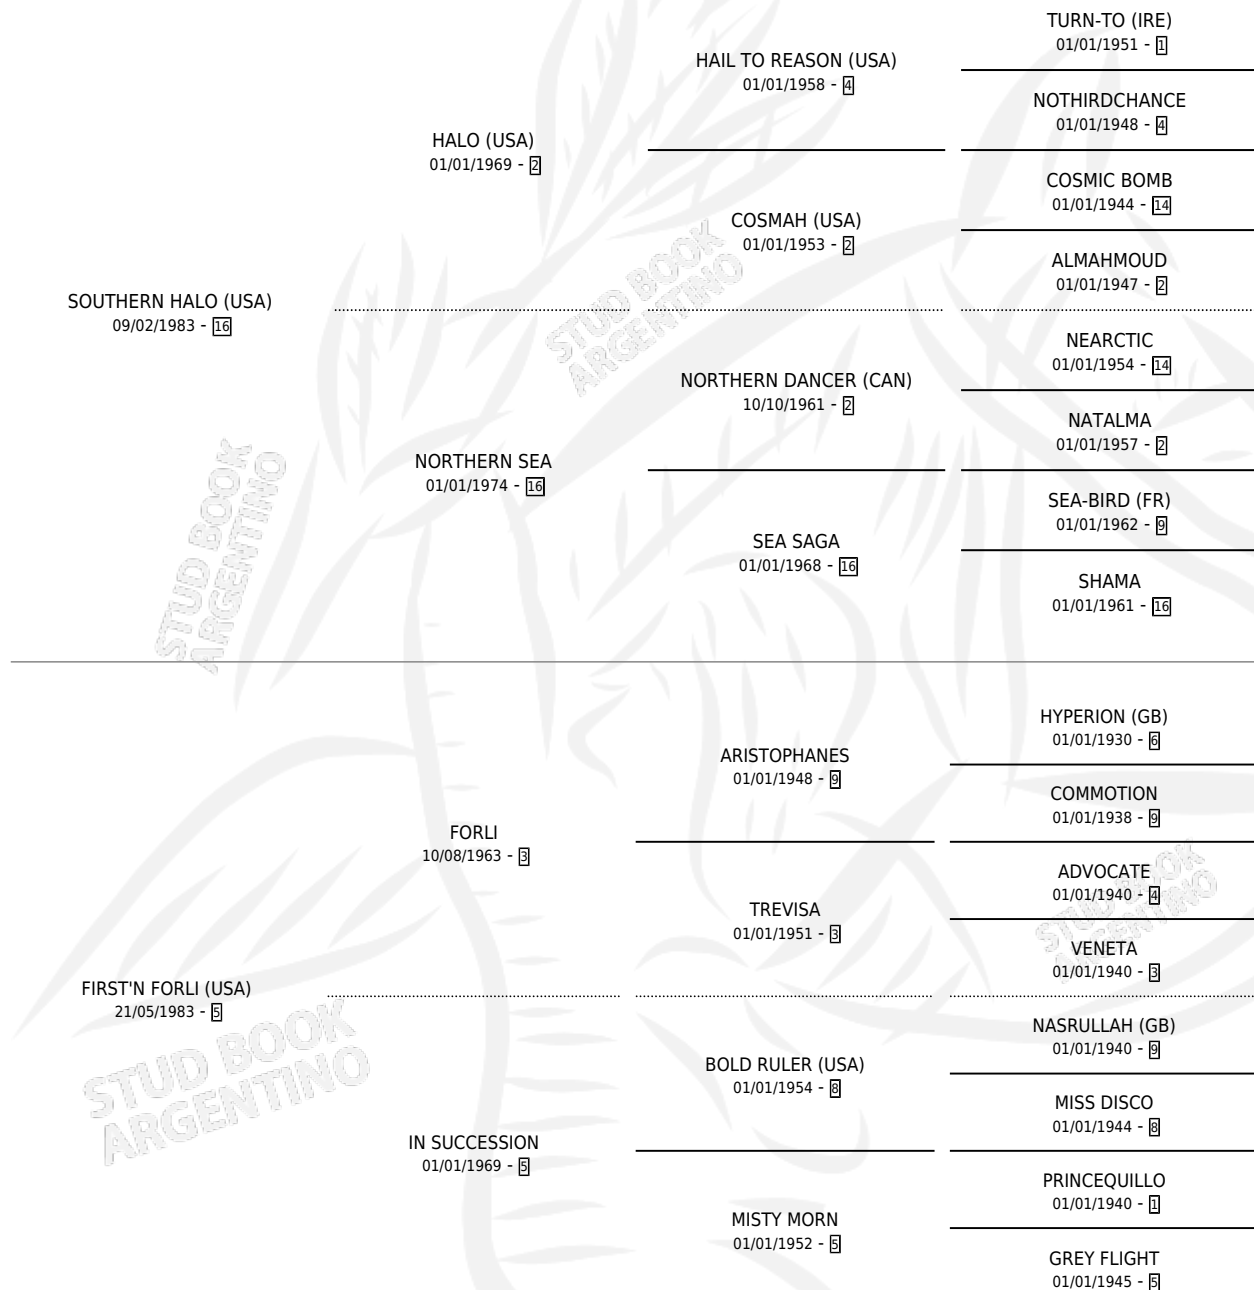 TURN-TO (IRE)
01/01/1951 - 1
HAIL TO REASON (USA)
01/01/1958 - 4
NOTHIRDCHANCE
01/01/1948 - 4
HALO (USA)
01/01/1969 - 2
COSMIC BOMB
01/01/1944 - 14
COSMAH (USA)
01/01/1953 - 2
ALMAHMOUD
01/01/1947 - 2
SOUTHERN HALO (USA)
09/02/1983 - 16
STUD BOOK
ARGENTINO
NEARCTIC
01/01/1954 - 14
NORTHERN DANCER (CAN)
10/10/1961 - 2
NATALMA
01/01/1957 - 2
NORTHERN SEA
01/01/1974 - 16
SEA-BIRD (FR)
01/01/1962 - 9
SEA SAGA
01/01/1968 - 16
SHAMA
01/01/1961 - 16
STUD BOOK
ARGENTINO
HYPERION (GB)
01/01/1930 - 6
ARISTOPHANES
01/01/1948 - 9
COMMOTION
01/01/1938 - 9
FORLI
10/08/1963 - 3
ADVOCATE
01/01/1940 - 4
TREVISA
01/01/1951 - 3
VENETA
01/01/1940 - 3
STUD BOOK
ARGENTINO
FIRST'N FORLI (USA)
21/05/1983 - 5
STUD BOOK
ARGENTINO
NASRULLAH (GB)
01/01/1940 - 9
BOLD RULER (USA)
01/01/1954 - 8
MISS DISCO
01/01/1944 - 8
IN SUCCESSION
01/01/1969 - 5
PRINCEQUILLO
01/01/1940 - 1
MISTY MORN
01/01/1952 - 5
GREY FLIGHT
01/01/1945 - 5